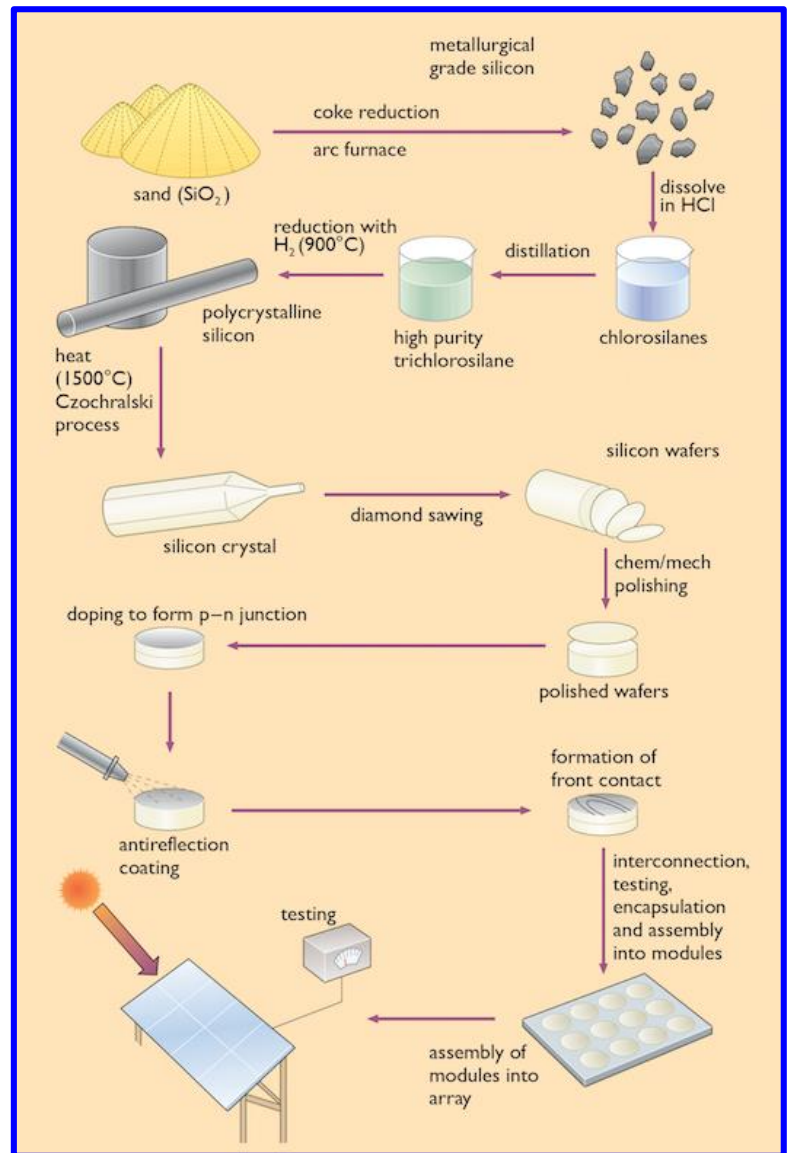 metallurgical
grade silicon
coke reduction
arc furnace
sand (SiO₂)
dissolve
in HCl
reduction with
H₂ (900°C)
distillation
polycrystalline
silicon
high purity
trichlorosilane
chlorosilanes
heat
(1500°C)
Czochralski
process
silicon wafers
diamond sawing
silicon crystal
chem/mech
polishing
doping to form p–n junction
polished wafers
formation of
front contact
antireflection
coating
interconnection,
testing,
encapsulation
and assembly
into modules
testing
assembly of
modules into
array